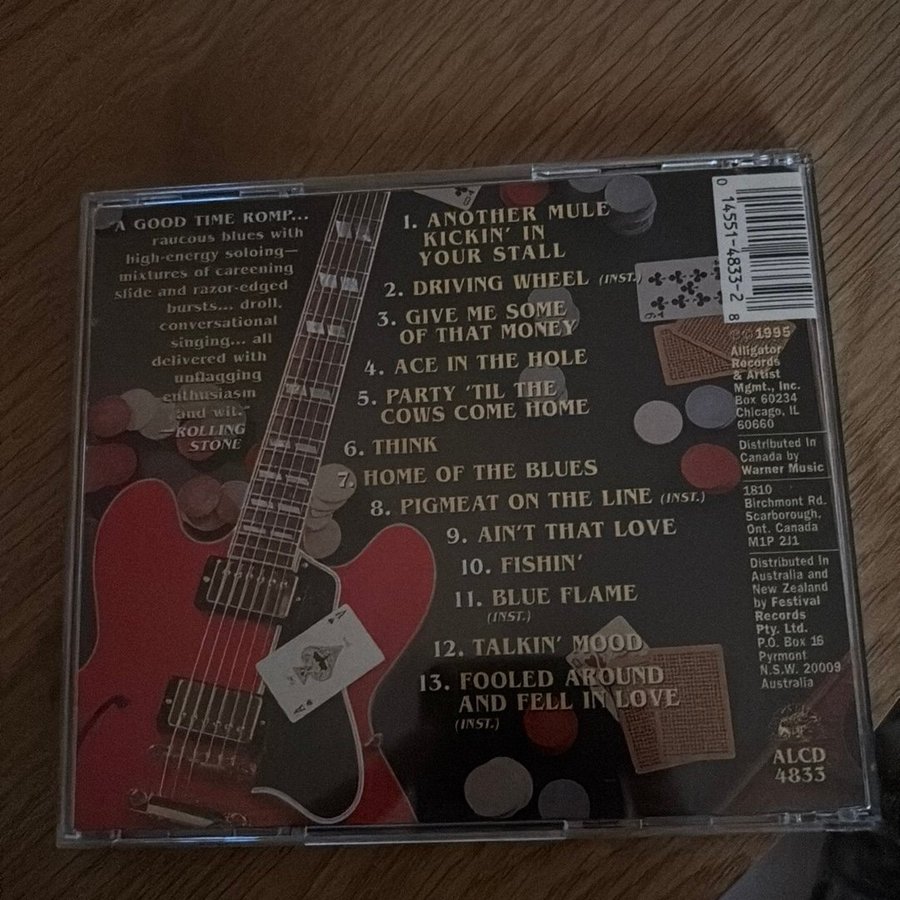 A GOOD TIME ROMP...
raucous blues with
high-energy soloing—
mixtures of careening
slide and razor-edged
bursts... droll,
conversational
singing... all
delivered with
unflagging
enthusiasm
and wit."
—ROLLING
STONE
1. ANOTHER MULE
KICKIN' IN
YOUR STALL
2. DRIVING WHEEL (INST.)
3. GIVE ME SOME
OF THAT MONEY
4. ACE IN THE HOLE
5. PARTY 'TIL THE
COWS COME HOME
6. THINK
7. HOME OF THE BLUES
8. PIGMEAT ON THE LINE (INST.)
9. AIN'T THAT LOVE
10. FISHIN'
11. BLUE FLAME
(INST.)
12. TALKIN' MOOD
13. FOOLED AROUND
AND FELL IN LOVE
(INST.)
0 14551-4833-2 8
℗ © 1995
Alligator
Records
& Artist
Mgmt., Inc.
Box 60234
Chicago, IL
60660
Distributed in
Canada by
Warner Music
1810
Birchmont Rd.
Scarborough,
Ont. Canada
M1P 2J1
Distributed in
Australia and
New Zealand
by Festival
Records
Pty. Ltd.
P.O. Box 16
Pyrmont
N.S.W. 20009
Australia
ALCD
4833
A
A